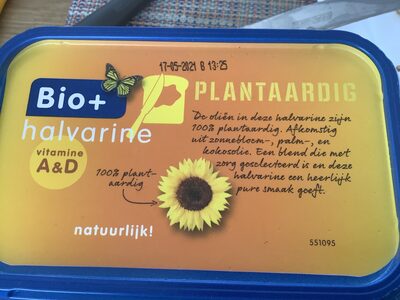 17-05-2021 B 13:25
Bio+
halvarine
vitamine
A&D
PLANTAARDIG
De oliën in deze halvarine zijn
100% plantaardig. Afkomstig
uit zonnebloem-, palm-, en
kokosolie. Een blend die met
zorg geselecteerd is en deze
halvarine een heerlijk
pure smaak geeft.
100% plant-
aardig
natuurlijk!
551095